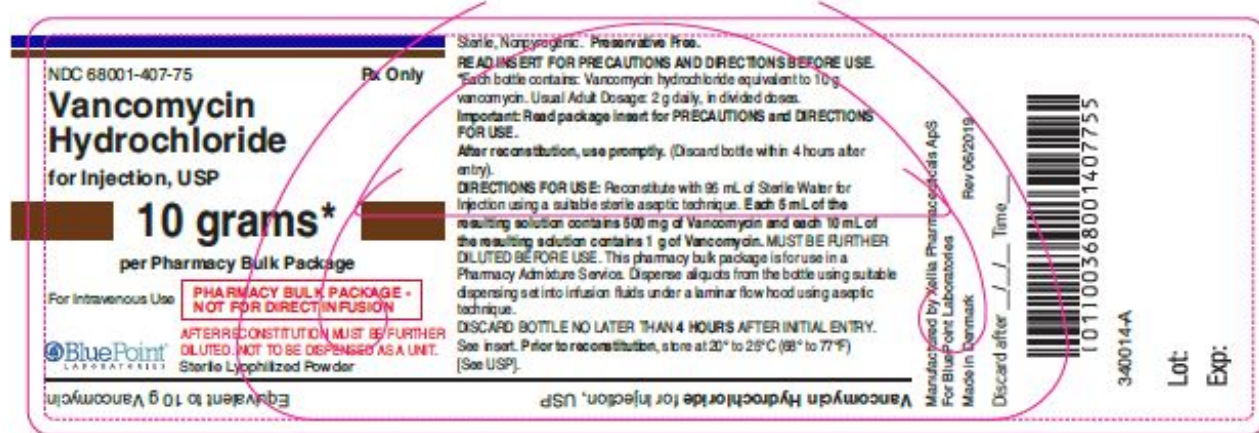 NDC 68001-407-75 Rx Only
Vancomycin
Hydrochloride
for Injection, USP
10 grams*
per Pharmacy Bulk Package
For Intravenous Use
PHARMACY BULK PACKAGE -
NOT FOR DIRECT INFUSION
AFTER RECONSTITUTION MUST BE FURTHER
DILUTED. NOT TO BE DISPENSED AS A UNIT.
Sterile Lyophilized Powder
BluePoint
LABORATORIES
Sterile, Nonpyrogenic. Preservative Free.
READ INSERT FOR PRECAUTIONS AND DIRECTIONS BEFORE USE.
*Each bottle contains: Vancomycin hydrochloride equivalent to 10 g
vancomycin. Usual Adult Dosage: 2 g daily, in divided doses.
Important: Read package insert for PRECAUTIONS and DIRECTIONS
FOR USE.
After reconstitution, use promptly. (Discard bottle within 4 hours after
entry).
DIRECTIONS FOR USE: Reconstitute with 95 mL of Sterile Water for
Injection using a suitable sterile aseptic technique. Each 5 mL of the
resulting solution contains 500 mg of Vancomycin and each 10 mL of
the resulting solution contains 1 g of Vancomycin. MUST BE FURTHER
DILUTED BEFORE USE. This pharmacy bulk package is for use in a
Pharmacy Admixture Service. Dispense aliquots from the bottle using suitable
dispensing set into infusion fluids under a laminar flow hood using aseptic
technique.
DISCARD BOTTLE NO LATER THAN 4 HOURS AFTER INITIAL ENTRY.
See insert. Prior to reconstitution, store at 20° to 25°C (68° to 77°F)
[See USP].
Vancomycin Hydrochloride for Injection, USP
Equivalent to 10 g Vancomycin
Manufactured by Xellia Pharmaceuticals ApS
For BluePoint Laboratories
Made in Denmark Rev 06/2019
Discard after __/__/__ Time___
(01)10036800140775 5
340014-A
Lot:
Exp: